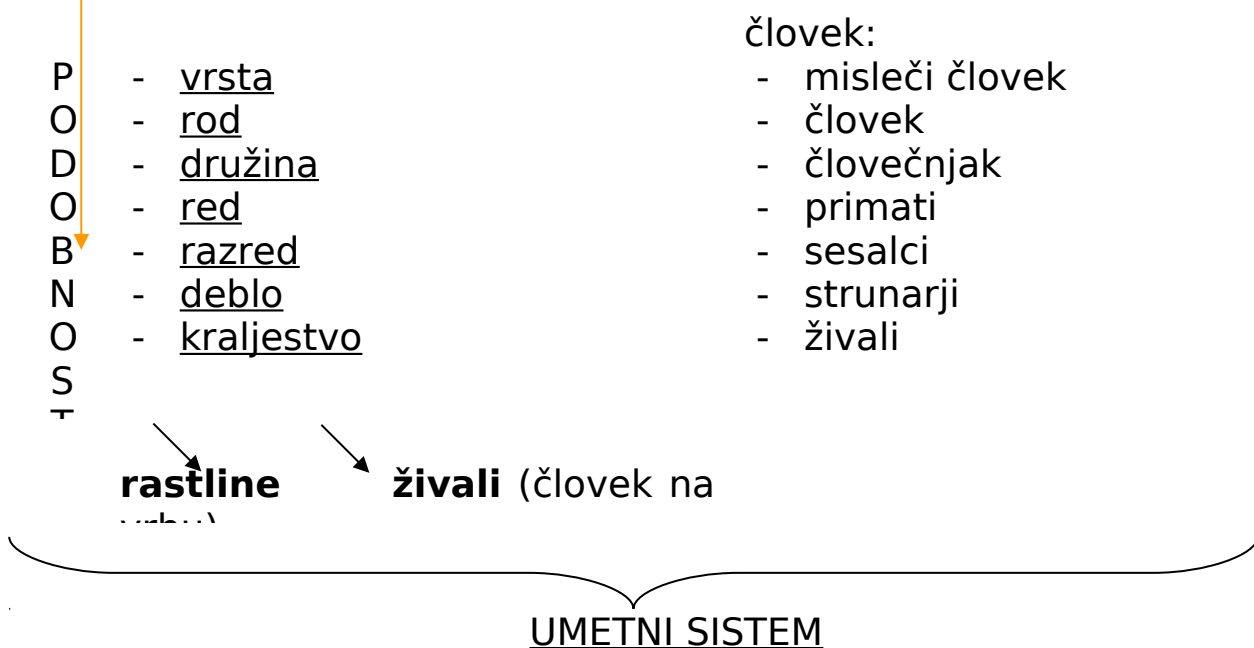 človek:
P - vrsta - misleči človek
O - rod - človek
D - družina - človečnjak
O - red - primati
B - razred - sesalci
N - deblo - strunarji
O - kraljestvo - živali
S
T
rastline živali (človek na
vrhu)
UMETNI SISTEM